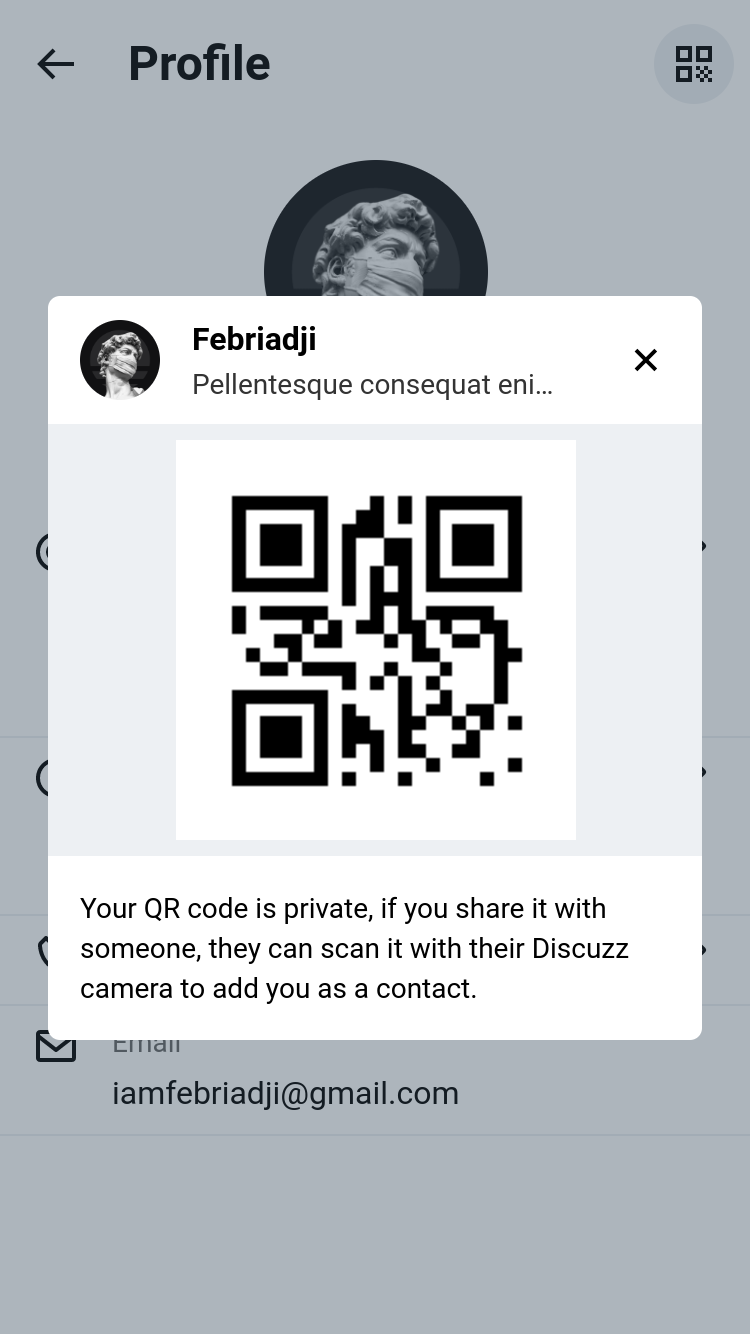 Profile
Febriadji
Pellentesque consequat eni...
Your QR code is private, if you share it with
someone, they can scan it with their Discuzz
camera to add you as a contact.
Email
iamfebriadji@gmail.com